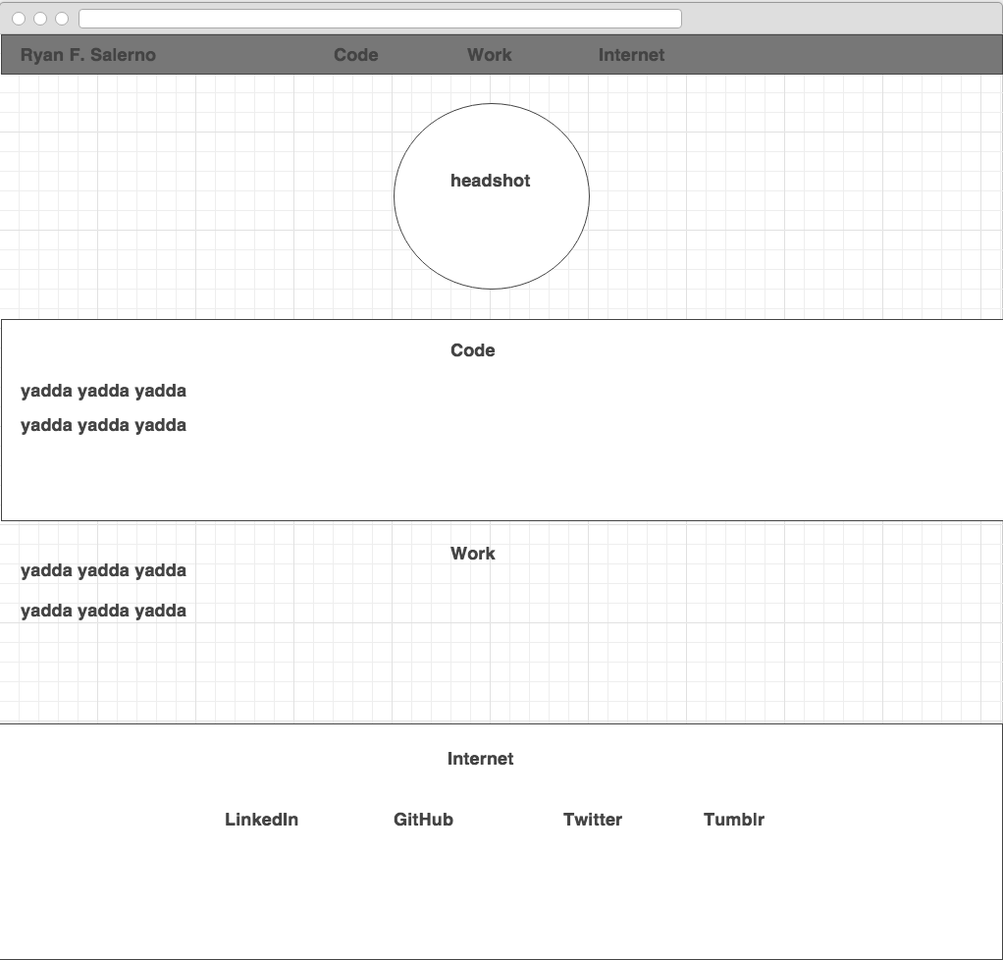 Ryan F. Salerno Code Work Internet
headshot
Code
yadda yadda yadda
yadda yadda yadda
Work
yadda yadda yadda
yadda yadda yadda
Internet
LinkedIn GitHub Twitter Tumblr